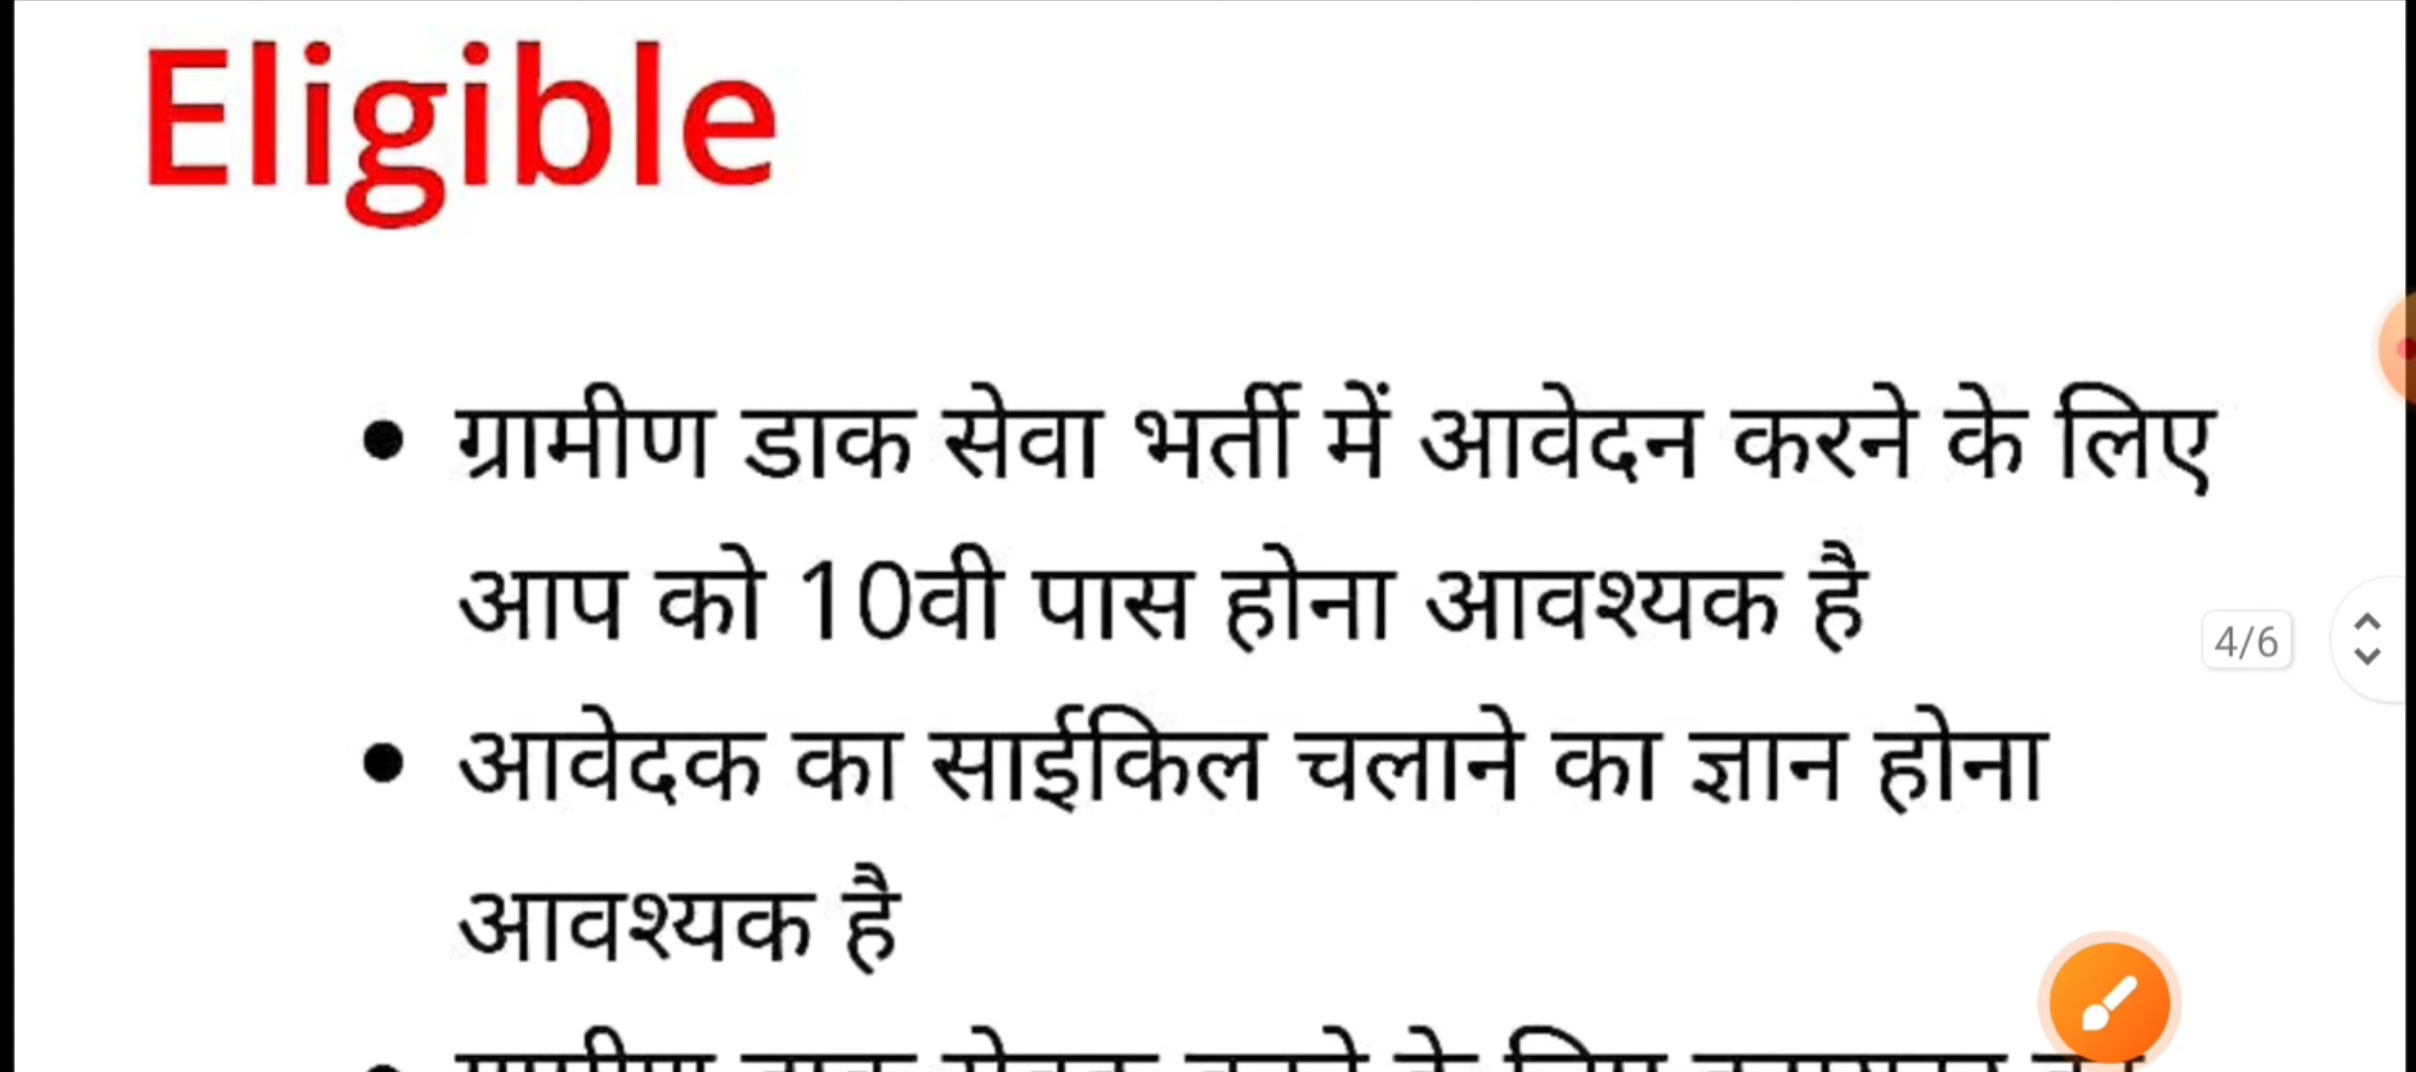 Eligible
• ग्रामीण डाक सेवा भर्ती में आवेदन करने के लिए
आप को 10वी पास होना आवश्यक है
4/6
• आवेदक का साईकिल चलाने का ज्ञान होना
आवश्यक है